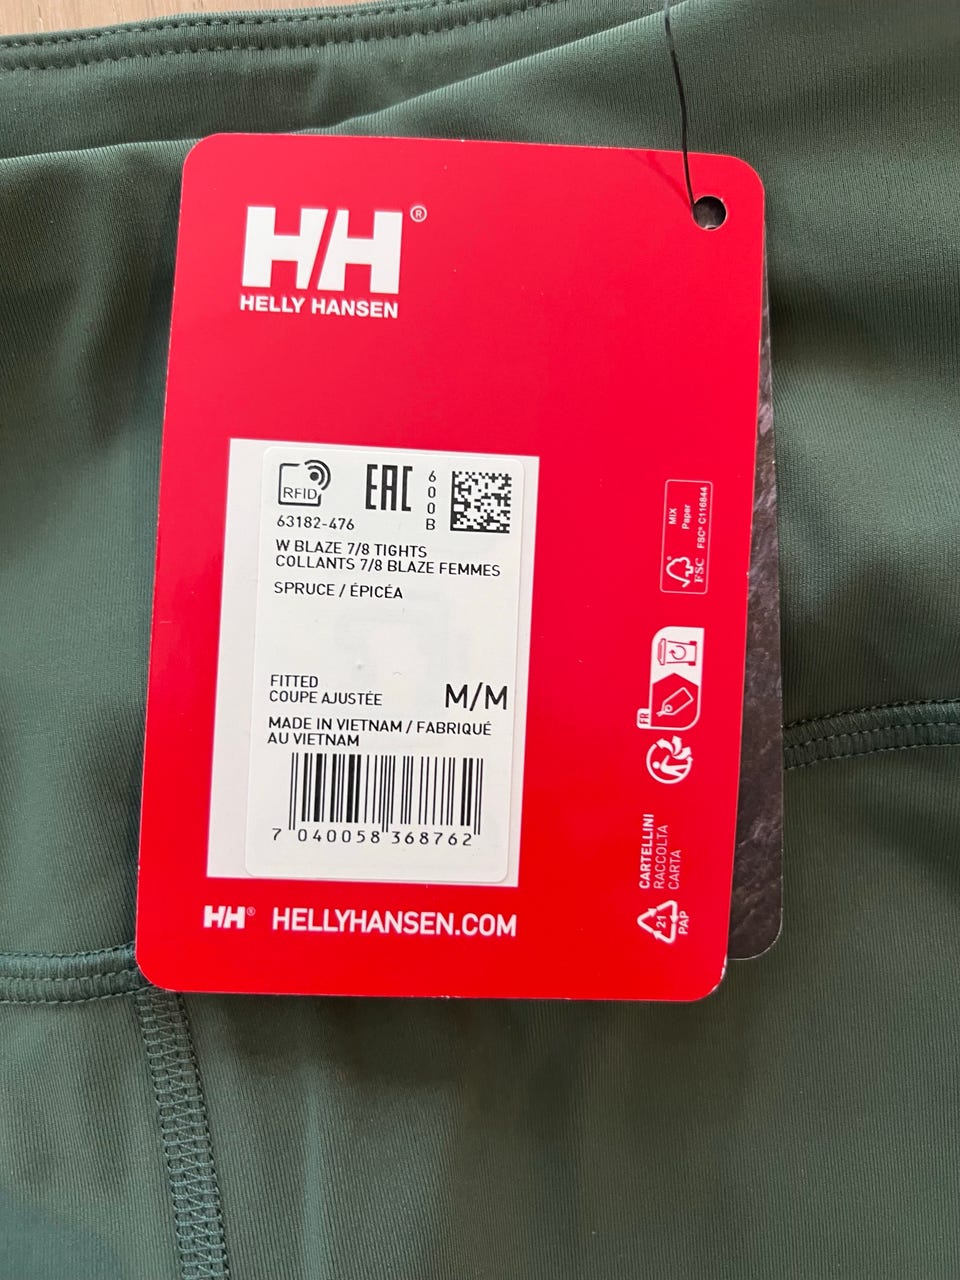 HH®
HELLY HANSEN
RFID
EAC
600B
63182-476
W BLAZE 7/8 TIGHTS
COLLANTS 7/8 BLAZE FEMMES
SPRUCE / ÉPICÉA
FITTED
COUPE AJUSTÉE
M/M
MADE IN VIETNAM / FABRIQUÉ
AU VIETNAM
7 040058 368762
HH® HELLYHANSEN.COM
MIX
Paper
FSC® C116844
FSC
FR
CARTELLINI
RACCOLTA
CARTA
21
PAP